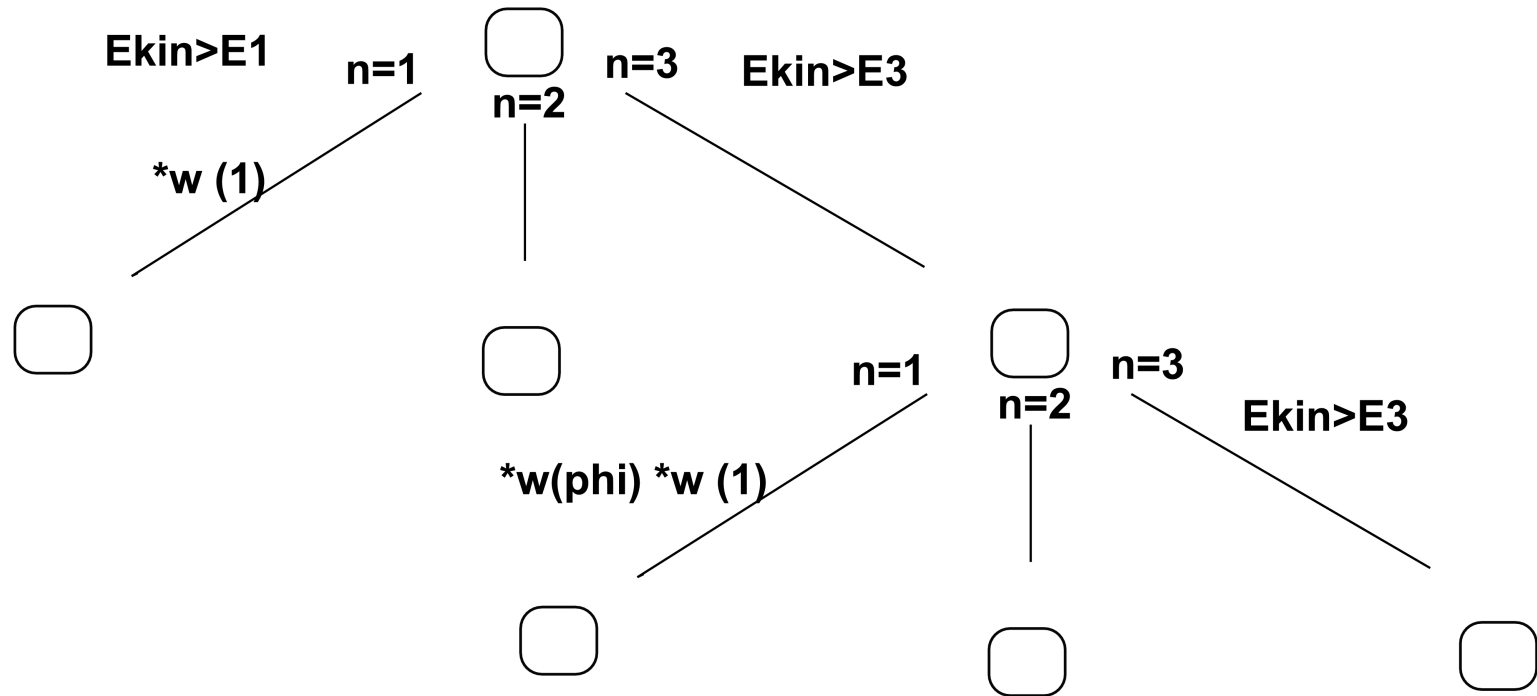 Ekin>E1
n=1
n=3
Ekin>E3
n=2
*w (1)
n=1
n=3
n=2
Ekin>E3
*w(phi) *w (1)